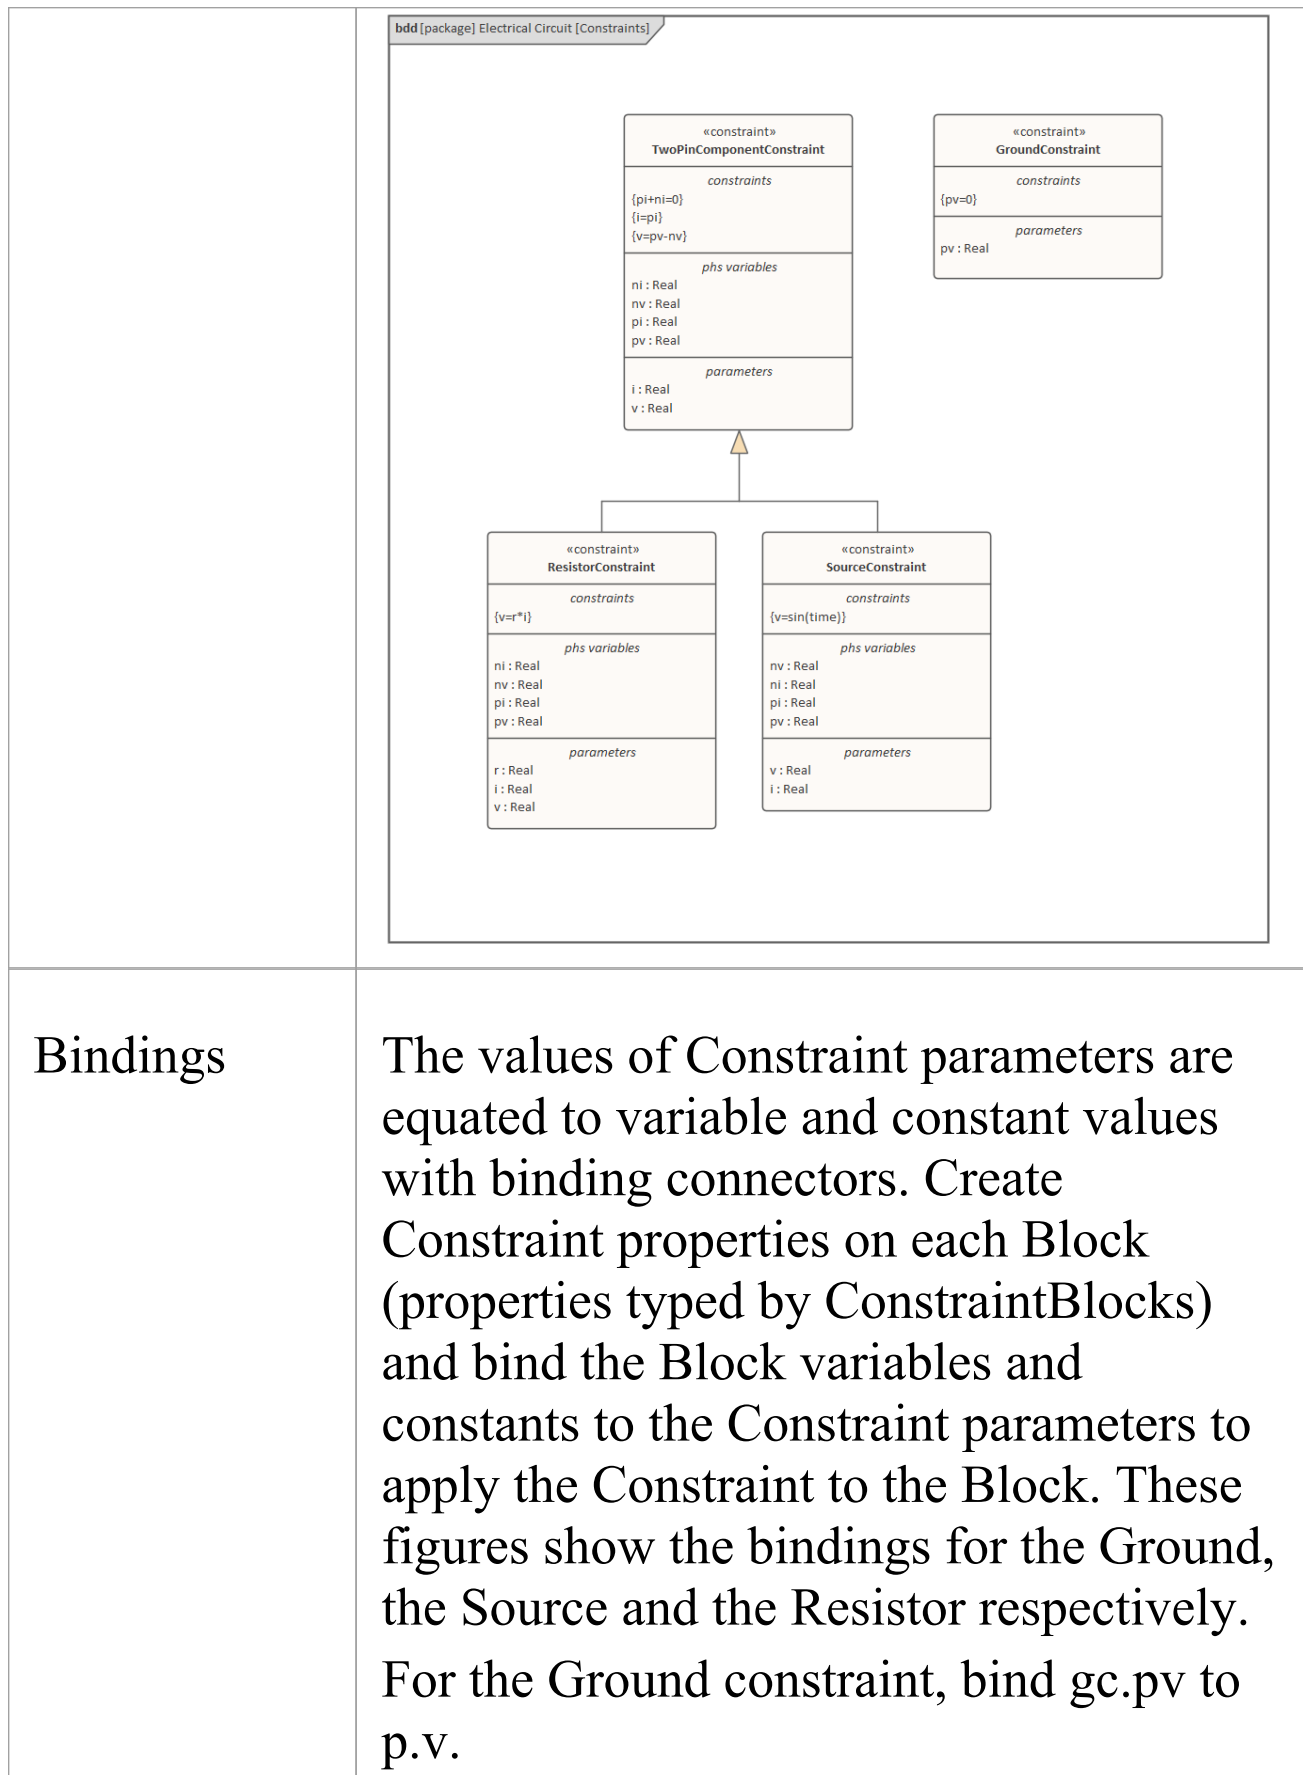 bdd [package] Electrical Circuit [Constraints]
«constraint»
TwoPinComponentConstraint
constraints
{pi+ni=0}
{i=pi}
{v=pv-nv}
phs variables
ni : Real
nv : Real
pi : Real
pv : Real
parameters
i : Real
v : Real
«constraint»
GroundConstraint
constraints
{pv=0}
parameters
pv : Real
«constraint»
ResistorConstraint
constraints
{v=r*i}
phs variables
ni : Real
nv : Real
pi : Real
pv : Real
parameters
r : Real
i : Real
v : Real
«constraint»
SourceConstraint
constraints
{v=sin(time)}
phs variables
nv : Real
ni : Real
pi : Real
pv : Real
parameters
v : Real
i : Real
Bindings
The values of Constraint parameters are
equated to variable and constant values
with binding connectors. Create
Constraint properties on each Block
(properties typed by ConstraintBlocks)
and bind the Block variables and
constants to the Constraint parameters to
apply the Constraint to the Block. These
figures show the bindings for the Ground,
the Source and the Resistor respectively.
For the Ground constraint, bind gc.pv to
p.v.